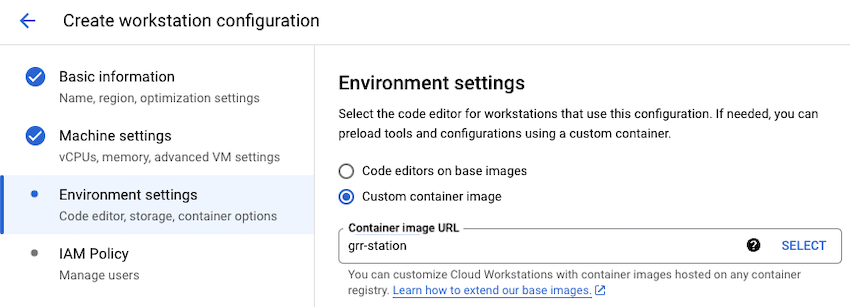 Create workstation configuration
Basic information
Name, region, optimization settings
Machine settings
vCPUs, memory, advanced VM settings
Environment settings
Code editor, storage, container options
IAM Policy
Manage users
Environment settings
Select the code editor for workstations that use this configuration. If needed, you can
preload tools and configurations using a custom container.
Code editors on base images
Custom container image
Container image URL
grr-station
?
SELECT
You can customize Cloud Workstations with container images hosted on any container
registry. Learn how to extend our base images.